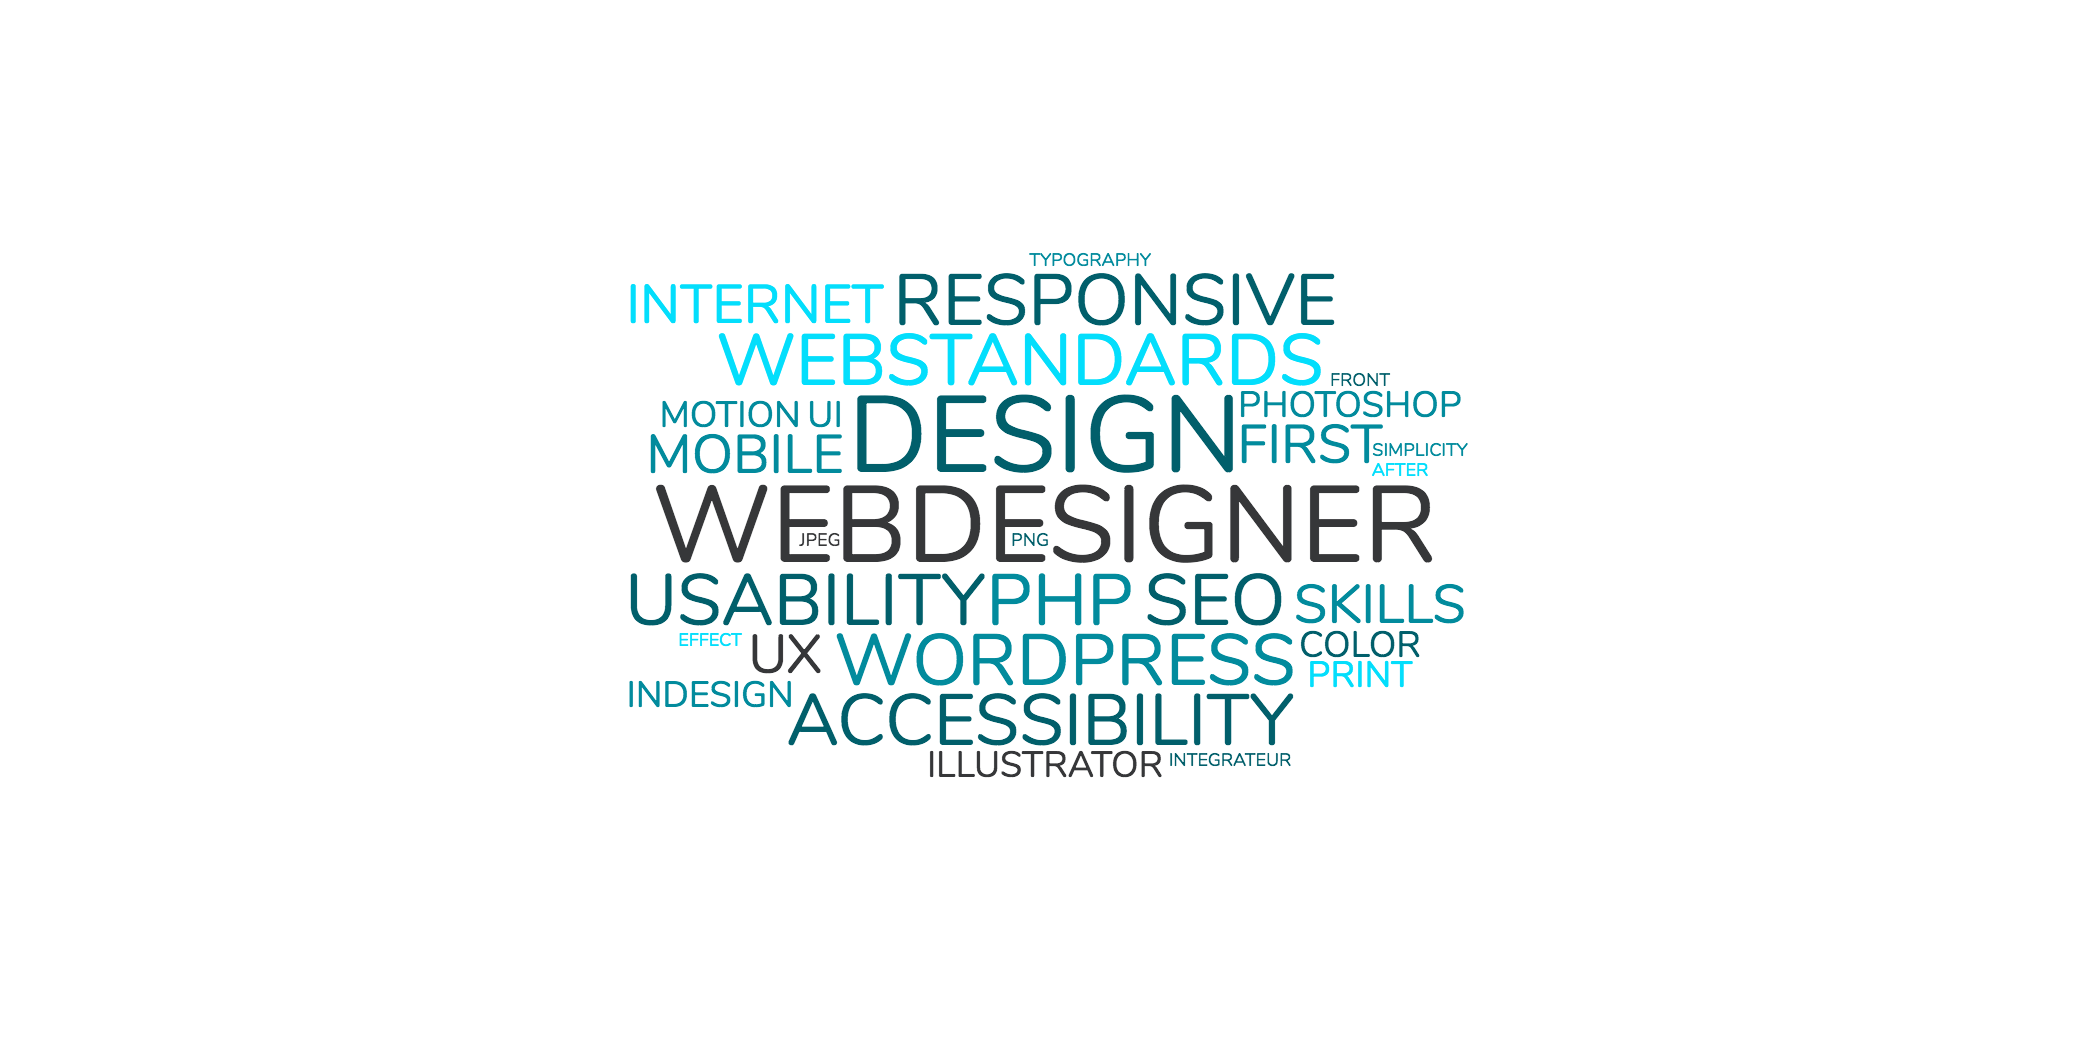 TYPOGRAPHY
INTERNET RESPONSIVE
WEBSTANDARDS
FRONT
MOTION UI DESIGN PHOTOSHOP
MOBILE FIRST SIMPLICITY
AFTER
WEBDESIGNER
JPEG PNG
USABILITY PHP SEO SKILLS
EFFECT UX WORDPRESS COLOR
PRINT
INDESIGN ACCESSIBILITY
ILLUSTRATOR INTEGRATEUR